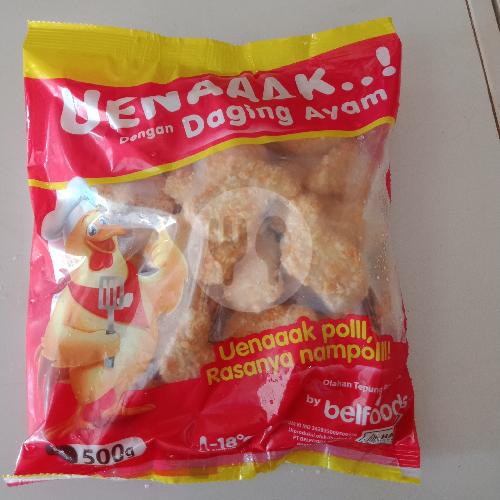 UENAAAK..!
Dengan Daging Ayam
Uenaaak polll,
Rasanya nampolll!
Olahan Tepung
by belfoods
500g
-18°